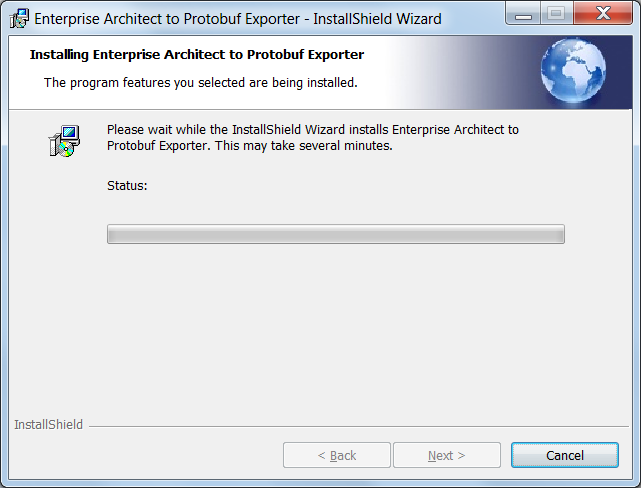 Enterprise Architect to Protobuf Exporter - InstallShield Wizard
Installing Enterprise Architect to Protobuf Exporter
The program features you selected are being installed.
Please wait while the InstallShield Wizard installs Enterprise Architect to
Protobuf Exporter. This may take several minutes.
Status:
InstallShield
< Back
Next >
Cancel